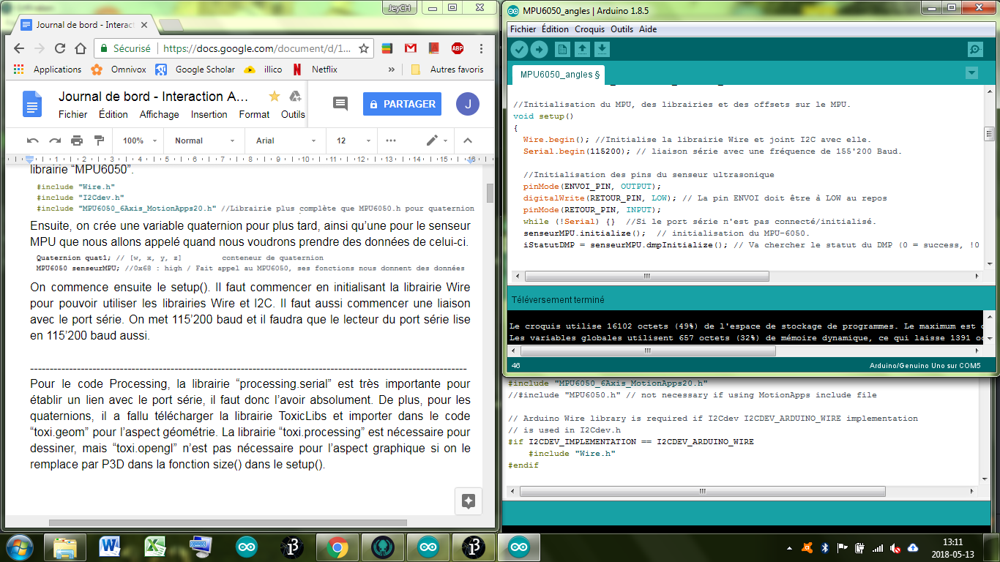 JeyCH
Journal de bord - Interac
Sécurisé
https://docs.google.com/document/d/1...
ABP
Applications
Omnivox
Google Scholar
illico
Netflix
»
Autres favoris
Journal de bord - Interaction A...
Fichier Édition Affichage Insertion Format Outils
PARTAGER
J
100% Normal Arial 12
1 2 3 4 5 6 7 8 9 10 11 12 13 14 15 16
librairie “MPU6050”.
#include "Wire.h"
#include "I2Cdev.h"
#include "MPU6050_6Axis_MotionApps20.h" //Librairie plus complète que MPU6050.h pour quaternion
Ensuite, on crée une variable quaternion pour plus tard, ainsi qu’une pour le senseur
MPU que nous allons appelé quand nous voudrons prendre des données de celui-ci.
Quaternion quat1; // [w, x, y, z] conteneur de quaternion
MPU6050 senseurMPU; //0x68 : high / Fait appel au MPU6050, ses fonctions nous donnent des données
On commence ensuite le setup(). Il faut commencer en initialisant la librairie Wire
pour pouvoir utiliser les librairies Wire et I2C. Il faut aussi commencer une liaison
avec le port série. On met 115’200 baud et il faudra que le lecteur du port série lise
en 115’200 baud aussi.
Pour le code Processing, la librairie “processing.serial” est très importante pour
établir un lien avec le port série, il faut donc l’avoir absolument. De plus, pour les
quaternions, il a fallu télécharger la librairie ToxicLibs et importer dans le code
“toxi.geom” pour l’aspect géométrie. La librairie “toxi.processing” est nécessaire pour
dessiner, mais “toxi.opengl” n’est pas nécessaire pour l’aspect graphique si on le
remplace par P3D dans la fonction size() dans le setup().
MPU6050_angles | Arduino 1.8.5
Fichier Édition Croquis Outils Aide
MPU6050_angles §
//Initialisation du MPU, des librairies et des offsets sur le MPU.
void setup()
{
Wire.begin(); //Initialise la librairie Wire et joint I2C avec elle.
Serial.begin(115200); // liaison série avec une fréquence de 155'200 Baud.
//Initialisation des pins du senseur ultrasonique
pinMode(ENVOI_PIN, OUTPUT);
digitalWrite(RETOUR_PIN, LOW); // La pin ENVOI doit être à LOW au repos
pinMode(RETOUR_PIN, INPUT);
while (!Serial) {} //Si le port série n'est pas connecté/initialisé.
senseurMPU.initialize(); // initialisation du MPU-6050.
iStatutDMP = senseurMPU.dmpInitialize(); // Va chercher le statut du DMP (0 = success, !0
Téléversement terminé
Le croquis utilise 16102 octets (49%) de l'espace de stockage de programmes. Le maximum est
Les variables globales utilisent 657 octets (32%) de mémoire dynamique, ce qui laisse 1391
46
Arduino/Genuino Uno sur COM5
#include "MPU6050_6Axis_MotionApps20.h"
//#include "MPU6050.h" // not necessary if using MotionApps include file
// Arduino Wire library is required if I2Cdev I2CDEV_ARDUINO_WIRE implementation
// is used in I2Cdev.h
#if I2CDEV_IMPLEMENTATION == I2CDEV_ARDUINO_WIRE
#include "Wire.h"
#endif
13:11
2018-05-13